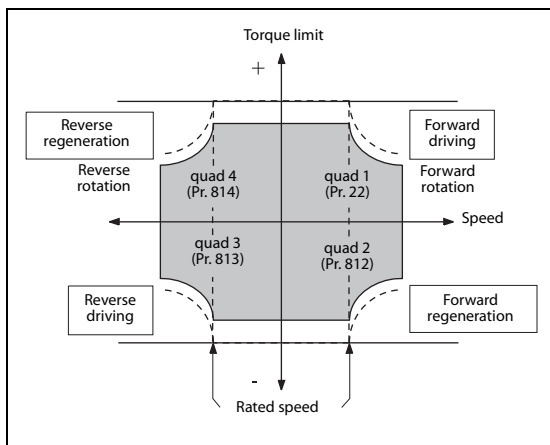 Torque limit
+
Reverse
regeneration
Forward
driving
Reverse
rotation
quad 4
(Pr. 814)
quad 1
(Pr. 22)
Forward
rotation
Speed
quad 3
(Pr. 813)
quad 2
(Pr. 812)
Reverse
driving
Forward
regeneration
-
Rated speed